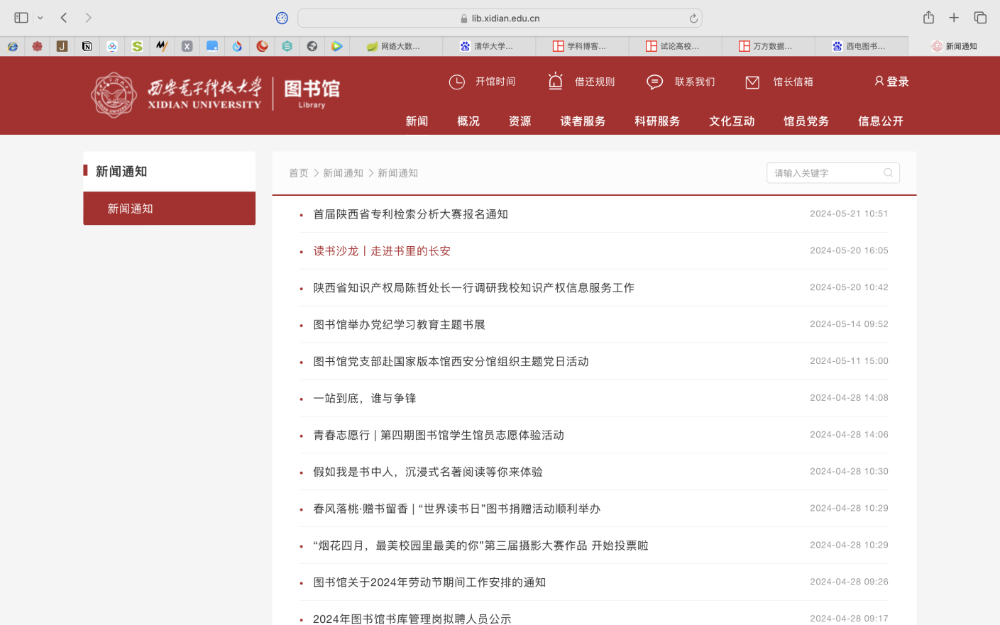 lib.xidian.edu.cn
网络大数...
清华大学...
学科博客...
试论高校...
万方数据...
西电图书...
新闻通知
西安电子科技大学
XIDIAN UNIVERSITY
图书馆
Library
开馆时间
借还规则
联系我们
馆长信箱
登录
新闻
概况
资源
读者服务
科研服务
文化互动
馆员党务
信息公开
新闻通知
新闻通知
首页 > 新闻通知 > 新闻通知
请输入关键字
首届陕西省专利检索分析大赛报名通知 2024-05-21 10:51
读书沙龙丨走进书里的长安 2024-05-20 16:05
陕西省知识产权局陈哲处长一行调研我校知识产权信息服务工作 2024-05-20 10:42
图书馆举办党纪学习教育主题书展 2024-05-14 09:52
图书馆党支部赴国家版本馆西安分馆组织主题党日活动 2024-05-11 15:00
一站到底，谁与争锋 2024-04-28 14:08
青春志愿行 | 第四期图书馆学生馆员志愿体验活动 2024-04-28 14:06
假如我是书中人，沉浸式名著阅读等你来体验 2024-04-28 10:30
春风落桃·赠书留香 | “世界读书日”图书捐赠活动顺利举办 2024-04-28 10:29
“烟花四月，最美校园里最美的你”第三届摄影大赛作品 开始投票啦 2024-04-28 10:29
图书馆关于2024年劳动节期间工作安排的通知 2024-04-28 09:26
2024年图书馆书库管理岗拟聘人员公示 2024-04-28 09:17